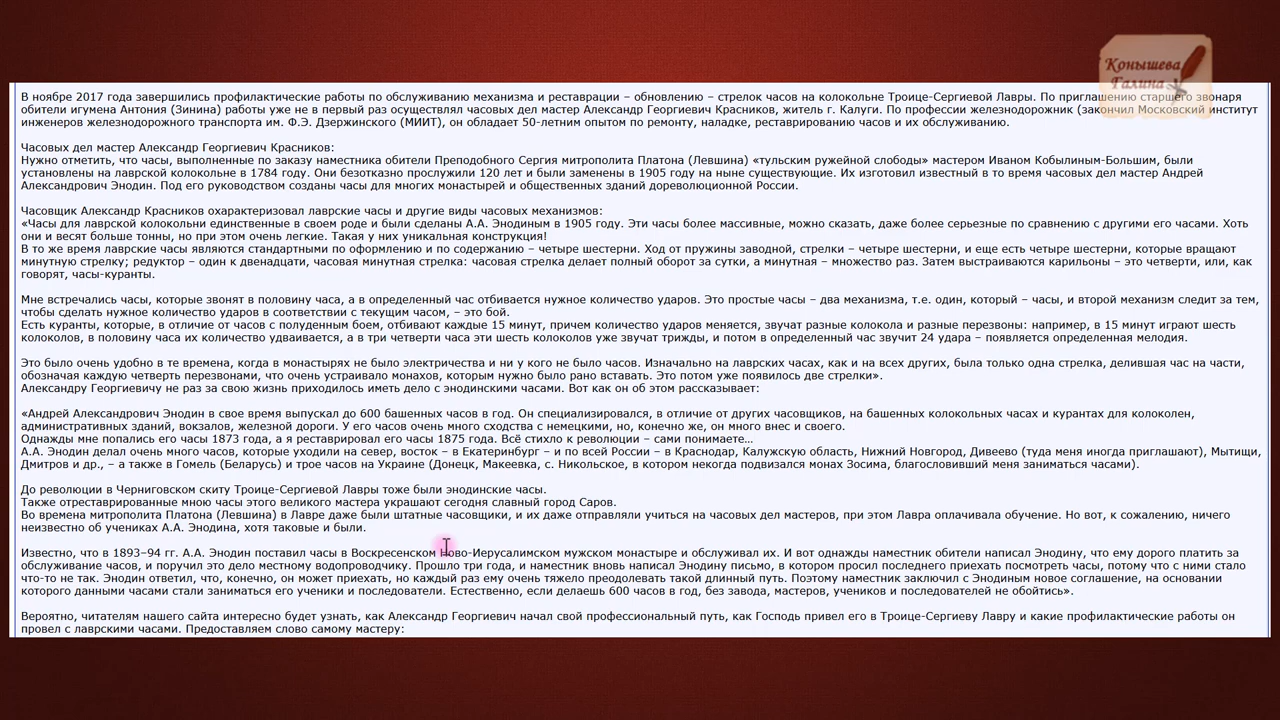 Конышева
Галина
В ноябре 2017 года завершились профилактические работы по обслуживанию механизма и реставрации – обновлению – стрелок часов на колокольне Троице-Сергиевой Лавры. По приглашению старшего звонаря
обители игумена Антония (Зинина) работы уже не в первый раз осуществлял часовых дел мастер Александр Георгиевич Красников, житель г. Калуги. По профессии железнодорожник (закончил Московский институт
инженеров железнодорожного транспорта им. Ф.Э. Дзержинского (МИИТ), он обладает 50-летним опытом по ремонту, наладке, реставрированию часов и их обслуживанию.
Часовых дел мастер Александр Георгиевич Красников:
Нужно отметить, что часы, выполненные по заказу наместника обители Преподобного Сергия митрополита Платона (Левшина) «тульским ружейной слободы» мастером Иваном Кобылиным-Большим, были
установлены на лаврской колокольне в 1784 году. Они безотказно прослужили 120 лет и были заменены в 1905 году на ныне существующие. Их изготовил известный в то время часовых дел мастер Андрей
Александрович Энодин. Под его руководством созданы часы для многих монастырей и общественных зданий дореволюционной России.
Часовщик Александр Красников охарактеризовал лаврские часы и другие виды часовых механизмов:
«Часы для лаврской колокольни единственные в своем роде и были сделаны А.А. Энодиным в 1905 году. Эти часы более массивные, можно сказать, даже более серьезные по сравнению с другими его часами. Хоть
они и весят больше тонны, но при этом очень легкие. Такая у них уникальная конструкция!
В то же время лаврские часы являются стандартными по оформлению и по содержанию – четыре шестерни. Ход от пружины заводной, стрелки – четыре шестерни, и еще есть четыре шестерни, которые вращают
минутную стрелку; редуктор – один к двенадцати, часовая минутная стрелка: часовая стрелка делает полный оборот за сутки, а минутная – множество раз. Затем выстраиваются карильоны – это четверти, или, как
говорят, часы-куранты.
Мне встречались часы, которые звонят в половину часа, а в определенный час отбивается нужное количество ударов. Это простые часы – два механизма, т.е. один, который – часы, и второй механизм следит за тем,
чтобы сделать нужное количество ударов в соответствии с текущим часом, – это бой.
Есть куранты, которые, в отличие от часов с полуденным боем, отбивают каждые 15 минут, причем количество ударов меняется, звучат разные колокола и разные перезвоны: например, в 15 минут играют шесть
колоколов, в половину часа их количество удваивается, а в три четверти часа эти шесть колоколов уже звучат трижды, и потом в определенный час звучит 24 удара – появляется определенная мелодия.
Это было очень удобно в те времена, когда в монастырях не было электричества и ни у кого не было часов. Изначально на лаврских часах, как и на всех других, была только одна стрелка, делившая час на части,
обозначая каждую четверть перезвонами, что очень устраивало монахов, которым нужно было рано вставать. Это потом уже появилось две стрелки».
Александру Георгиевичу не раз за свою жизнь приходилось иметь дело с энодинскими часами. Вот как он об этом рассказывает:
«Андрей Александрович Энодин в свое время выпускал до 600 башенных часов в год. Он специализировался, в отличие от других часовщиков, на башенных колокольных часах и курантах для колоколен,
административных зданий, вокзалов, железной дороги. У его часов очень много сходства с немецкими, но, конечно же, он много внес и своего.
Однажды мне попались его часы 1873 года, а я реставрировал его часы 1875 года. Всё стихло к революции – сами понимаете…
А.А. Энодин делал очень много часов, которые уходили на север, восток – в Екатеринбург – и по всей России – в Краснодар, Калужскую область, Нижний Новгород, Дивеево (туда меня иногда приглашают), Мытищи,
Дмитров и др., – а также в Гомель (Беларусь) и трое часов на Украине (Донецк, Макеевка, с. Никольское, в котором некогда подвизался монах Зосима, благословивший меня заниматься часами).
До революции в Черниговском скиту Троице-Сергиевой Лавры тоже были энодинские часы.
Также отреставрированные мною часы этого великого мастера украшают сегодня славный город Саров.
Во времена митрополита Платона (Левшина) в Лавре даже были штатные часовщики, и их даже отправляли учиться на часовых дел мастеров, при этом Лавра оплачивала обучение. Но вот, к сожалению, ничего
неизвестно об учениках А.А. Энодина, хотя таковые и были.
Известно, что в 1893–94 гг. А.А. Энодин поставил часы в Воскресенском Ново-Иерусалимском мужском монастыре и обслуживал их. И вот однажды наместник обители написал Энодину, что ему дорого платить за
обслуживание часов, и поручил это дело местному водопроводчику. Прошло три года, и наместник вновь написал Энодину письмо, в котором просил последнего приехать посмотреть часы, потому что с ними стало
что-то не так. Энодин ответил, что, конечно, он может приехать, но каждый раз ему очень тяжело преодолевать такой длинный путь. Поэтому наместник заключил с Энодиным новое соглашение, на основании
которого данными часами стали заниматься его ученики и последователи. Естественно, если делаешь 600 часов в год, без завода, мастеров, учеников и последователей не обойтись».
Вероятно, читателям нашего сайта интересно будет узнать, как Александр Георгиевич начал свой профессиональный путь, как Господь привел его в Троице-Сергиеву Лавру и какие профилактические работы он
провел с лаврскими часами. Предоставляем слово самому мастеру: